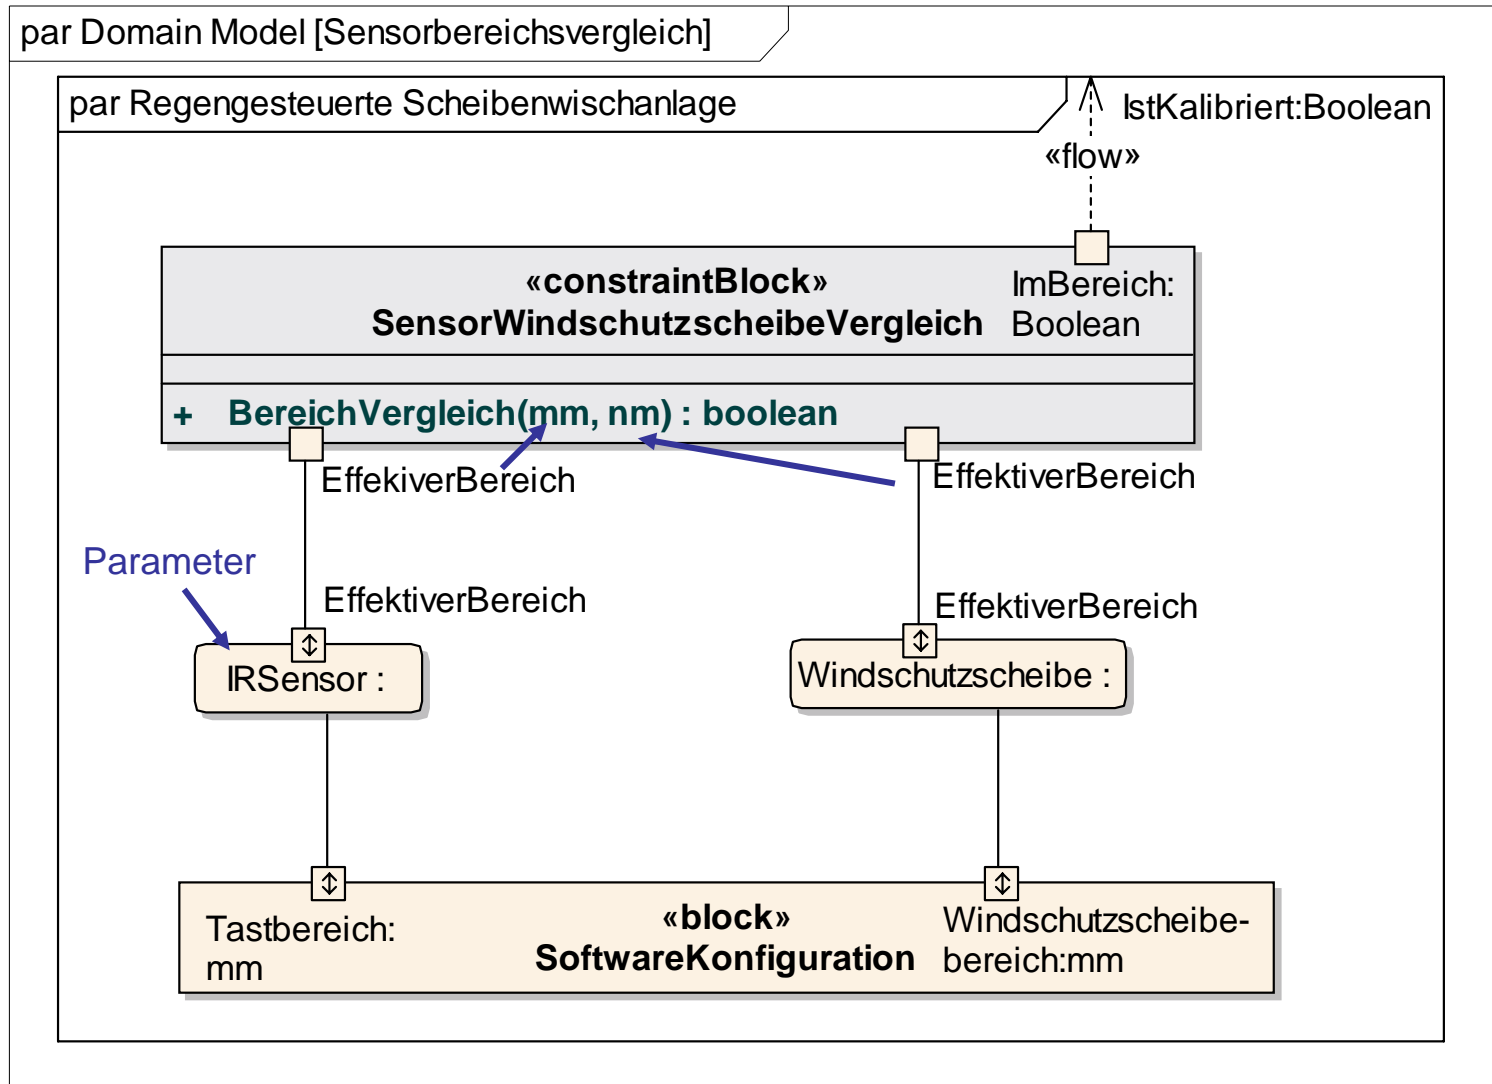 par Domain Model [Sensorbereichsvergleich]
par Regengesteuerte Scheibenwischanlage
IstKalibriert:Boolean
«flow»
«constraintBlock»
SensorWindschutzscheibeVergleich
ImBereich:
Boolean
+ BereichVergleich(mm, nm) : boolean
EffekiverBereich
EffektiverBereich
Parameter
EffektiverBereich
EffektiverBereich
IRSensor :
Windschutzscheibe :
Tastbereich:
mm
«block»
SoftwareKonfiguration
Windschutzscheibe-
bereich:mm